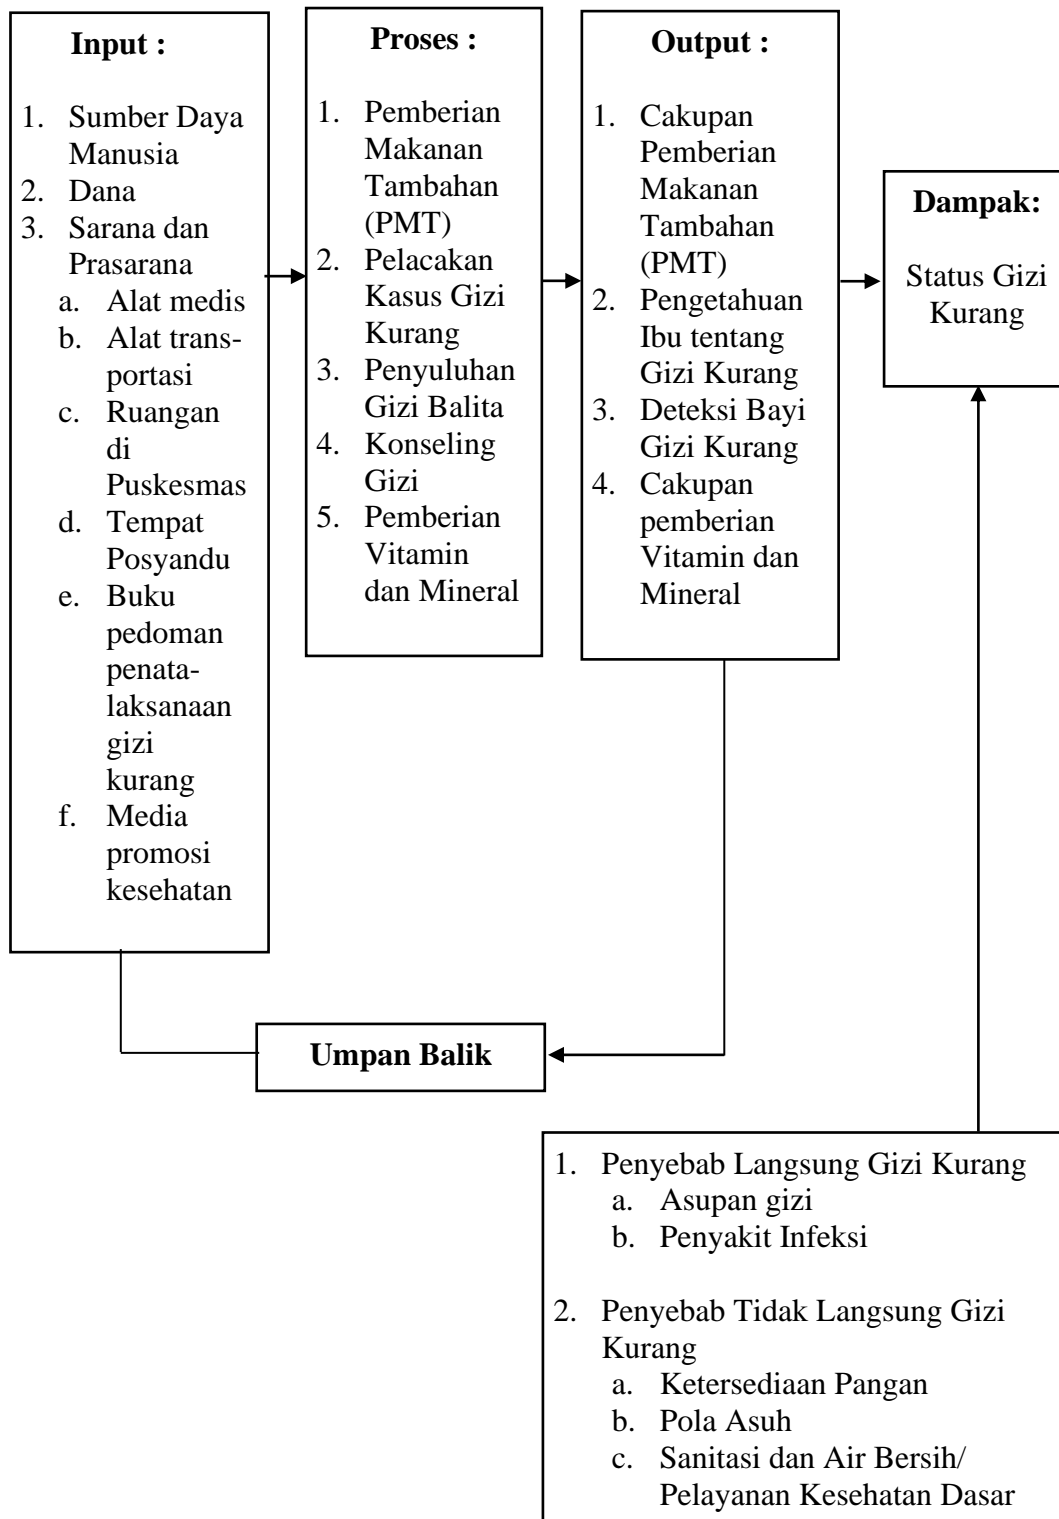 Input :
1. Sumber Daya
Manusia
2. Dana
3. Sarana dan
Prasarana
a. Alat medis
b. Alat trans-
portasi
c. Ruangan
di
Puskesmas
d. Tempat
Posyandu
e. Buku
pedoman
penata-
laksanaan
gizi
kurang
f. Media
promosi
kesehatan
Proses :
1. Pemberian
Makanan
Tambahan
(PMT)
2. Pelacakan
Kasus Gizi
Kurang
3. Penyuluhan
Gizi Balita
4. Konseling
Gizi
5. Pemberian
Vitamin
dan Mineral
Output :
1. Cakupan
Pemberian
Makanan
Tambahan
(PMT)
2. Pengetahuan
Ibu tentang
Gizi Kurang
3. Deteksi Bayi
Gizi Kurang
4. Cakupan
pemberian
Vitamin dan
Mineral
Dampak:
Status Gizi
Kurang
Umpan Balik
1. Penyebab Langsung Gizi Kurang
a. Asupan gizi
b. Penyakit Infeksi
2. Penyebab Tidak Langsung Gizi
Kurang
a. Ketersediaan Pangan
b. Pola Asuh
c. Sanitasi dan Air Bersih/
Pelayanan Kesehatan Dasar